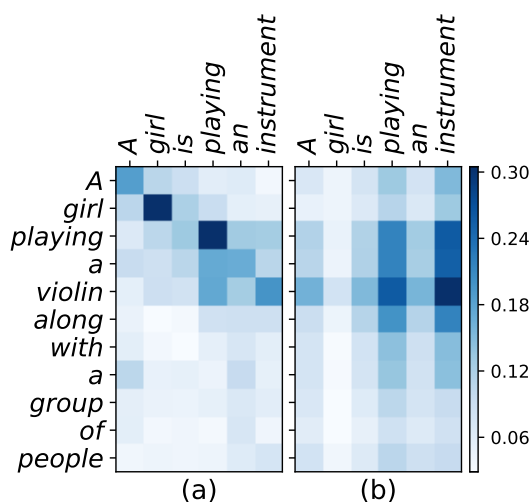 A girl is playing an instrument A girl is playing an instrument
A
girl
playing
a
violin
along
with
a
group
of
people
0.30
0.24
0.18
0.12
0.06
(a) (b)